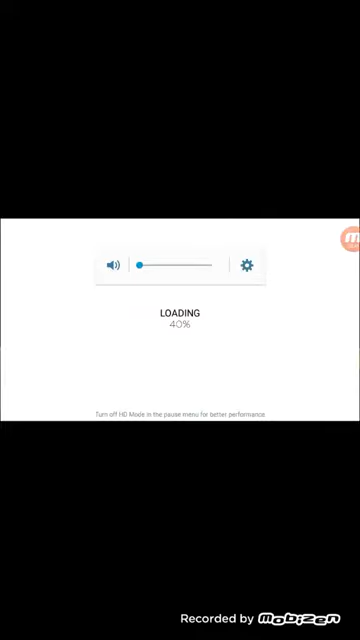 LOADING
40%
Turn off HD Mode in the pause menu for better performance.
Recorded by mobizen